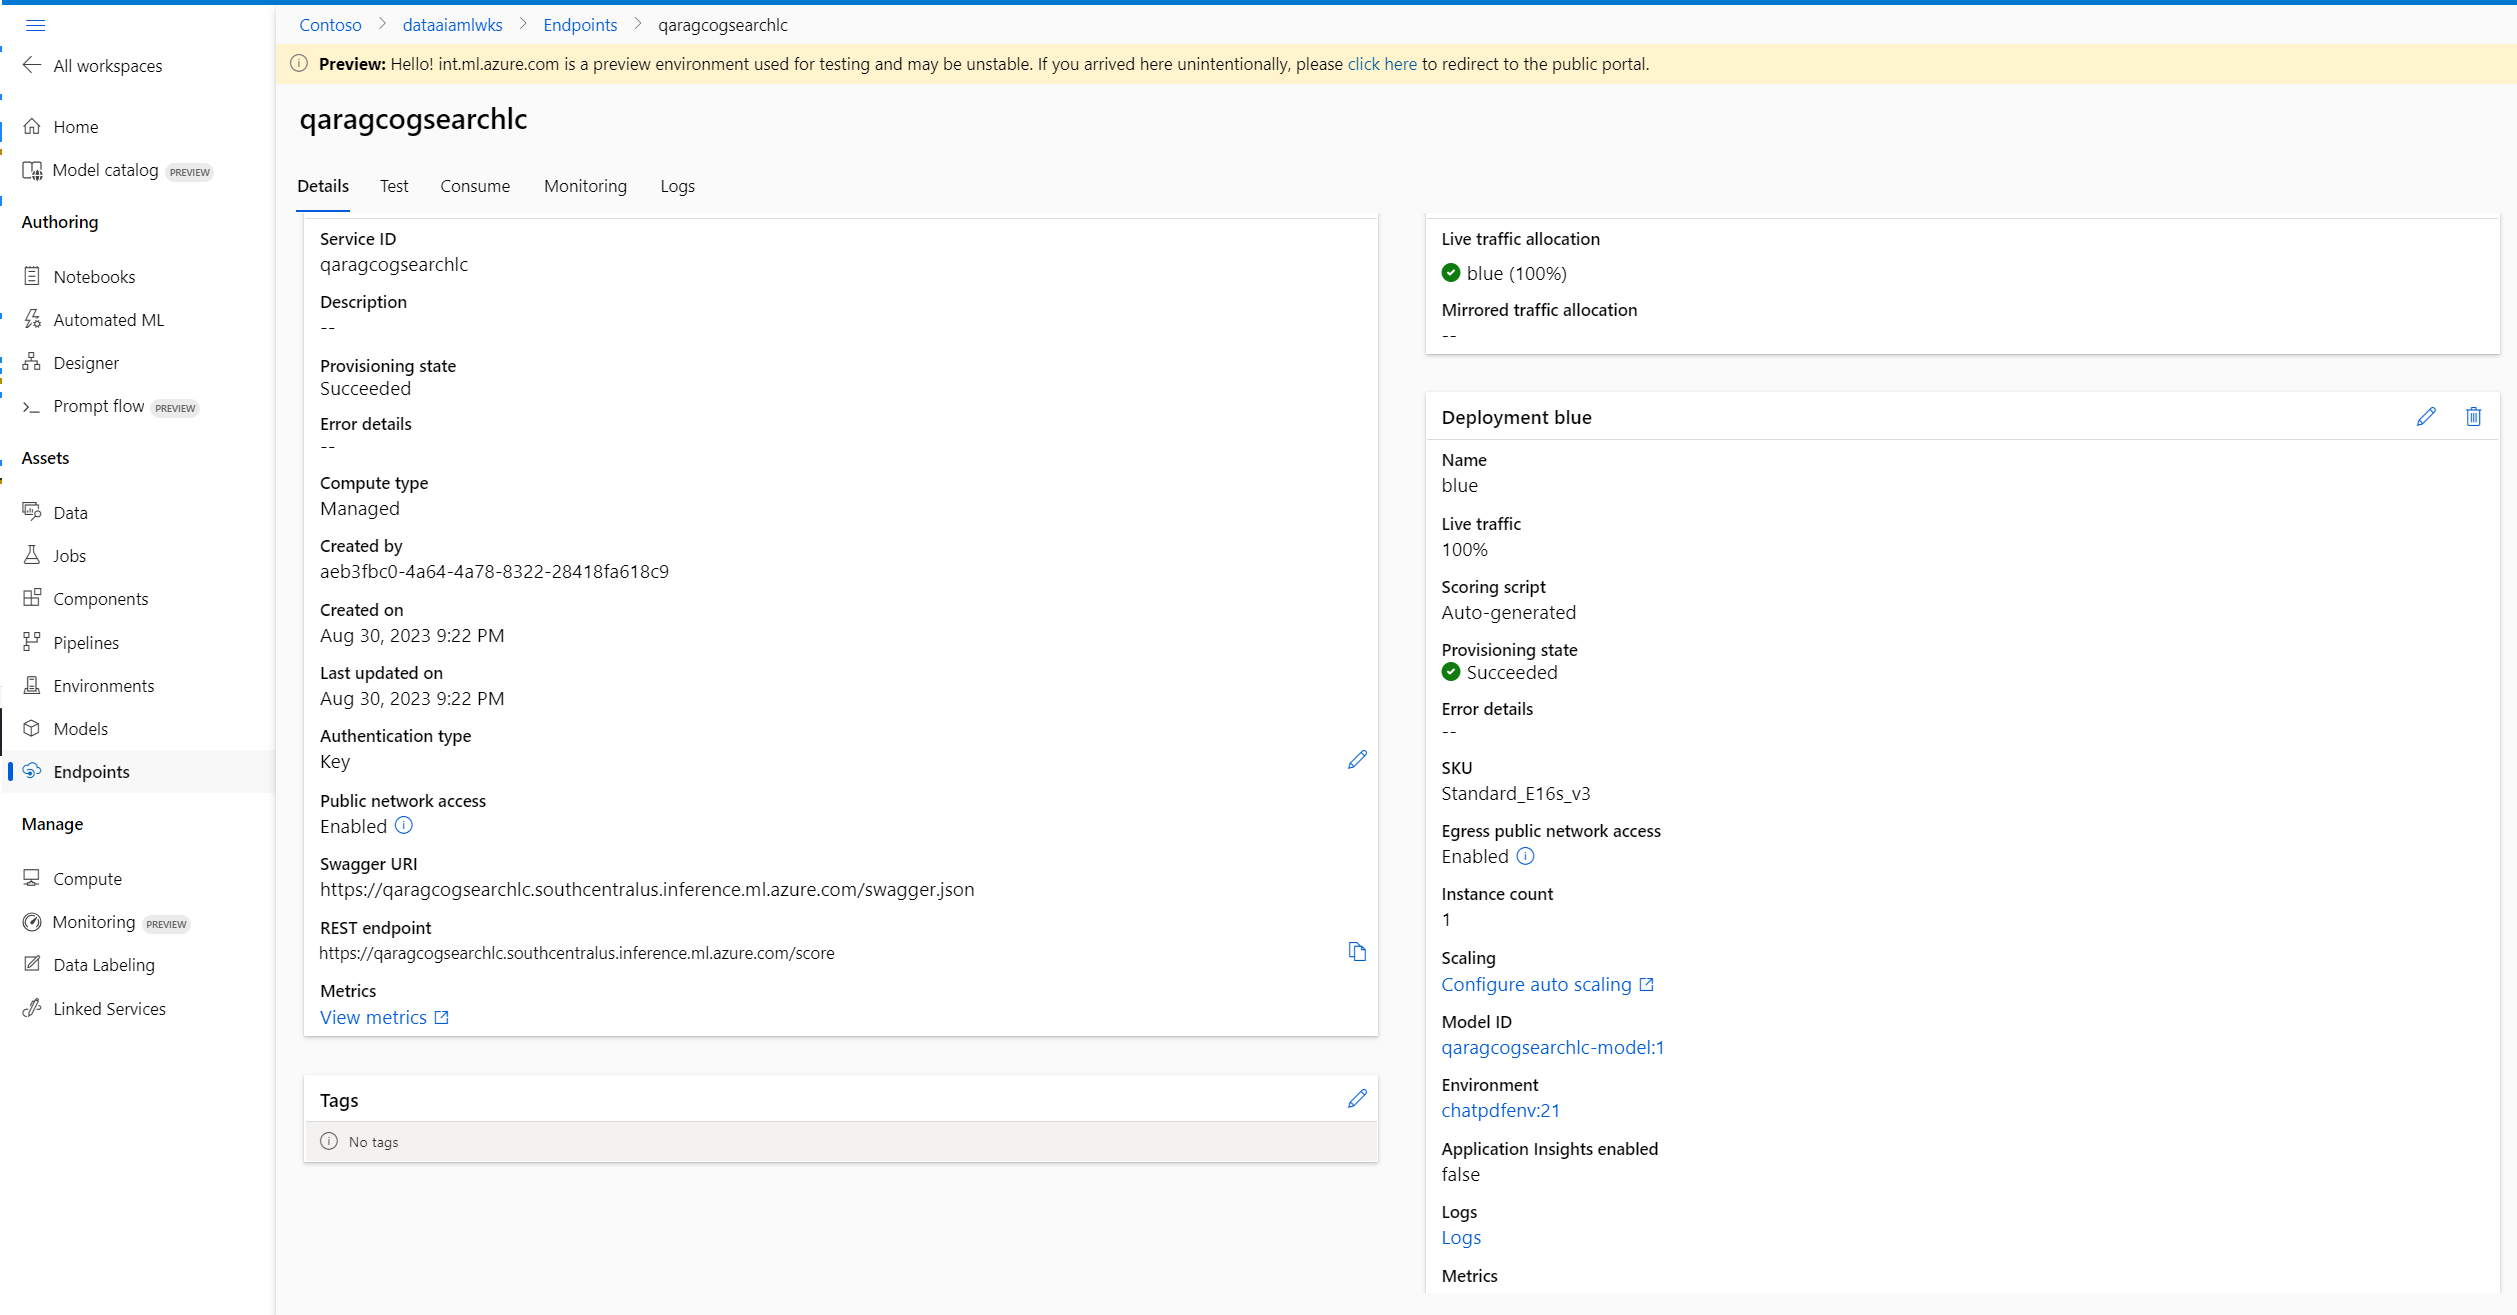 Contoso > dataaiamlwks > Endpoints > qaragcogsearchlc
Preview: Hello! int.ml.azure.com is a preview environment used for testing and may be unstable. If you arrived here unintentionally, please click here to redirect to the public portal.
All workspaces
Home
Model catalog PREVIEW
Authoring
Notebooks
Automated ML
Designer
Prompt flow PREVIEW
Assets
Data
Jobs
Components
Pipelines
Environments
Models
Endpoints
Manage
Compute
Monitoring PREVIEW
Data Labeling
Linked Services
qaragcogsearchlc
Details Test Consume Monitoring Logs
Service ID
qaragcogsearchlc
Description
--
Provisioning state
Succeeded
Error details
--
Compute type
Managed
Created by
aeb3fbc0-4a64-4a78-8322-28418fa618c9
Created on
Aug 30, 2023 9:22 PM
Last updated on
Aug 30, 2023 9:22 PM
Authentication type
Key
Public network access
Enabled
Swagger URI
https://qaragcogsearchlc.southcentralus.inference.ml.azure.com/swagger.json
REST endpoint
https://qaragcogsearchlc.southcentralus.inference.ml.azure.com/score
Metrics
View metrics
Tags
No tags
Live traffic allocation
blue (100%)
Mirrored traffic allocation
--
Deployment blue
Name
blue
Live traffic
100%
Scoring script
Auto-generated
Provisioning state
Succeeded
Error details
--
SKU
Standard_E16s_v3
Egress public network access
Enabled
Instance count
1
Scaling
Configure auto scaling
Model ID
qaragcogsearchlc-model:1
Environment
chatpdfenv:21
Application Insights enabled
false
Logs
Logs
Metrics